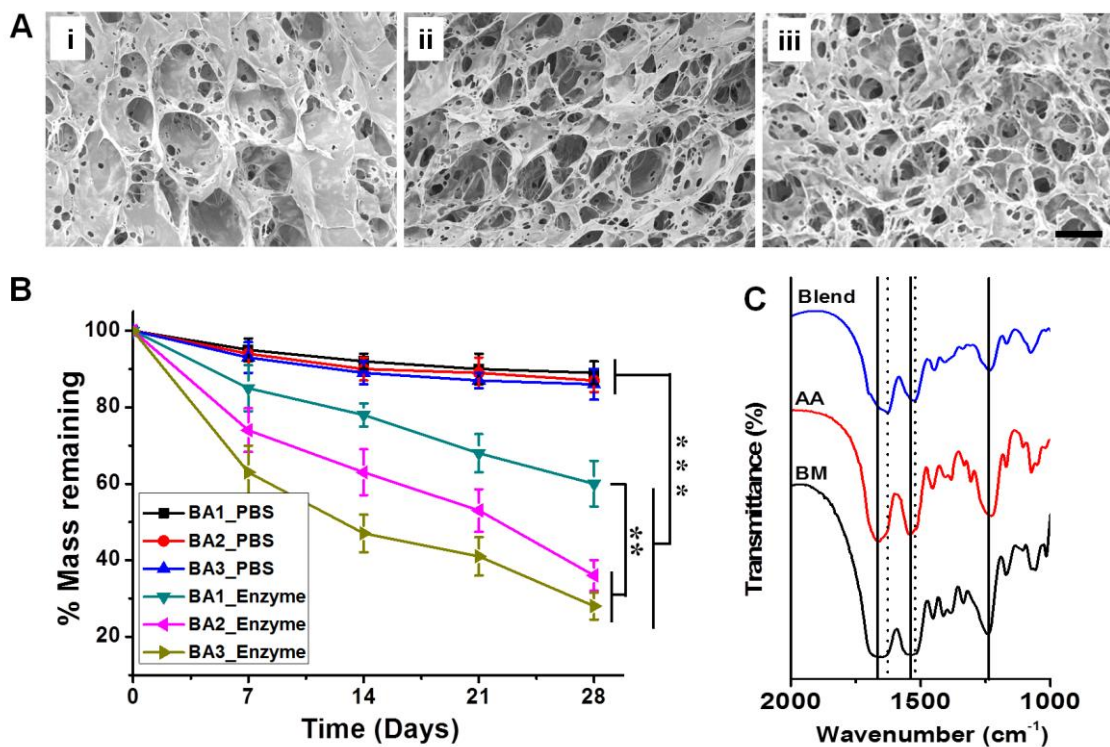 A
i
ii
iii
B
% Mass remaining
100
80
60
40
20
0
7
14
21
28
Time (Days)
BA1_PBS
BA2_PBS
BA3_PBS
BA1_Enzyme
BA2_Enzyme
BA3_Enzyme
**
***
C
Transmittance (%)
Blend
AA
BM
2000
1500
1000
Wavenumber (cm⁻¹)